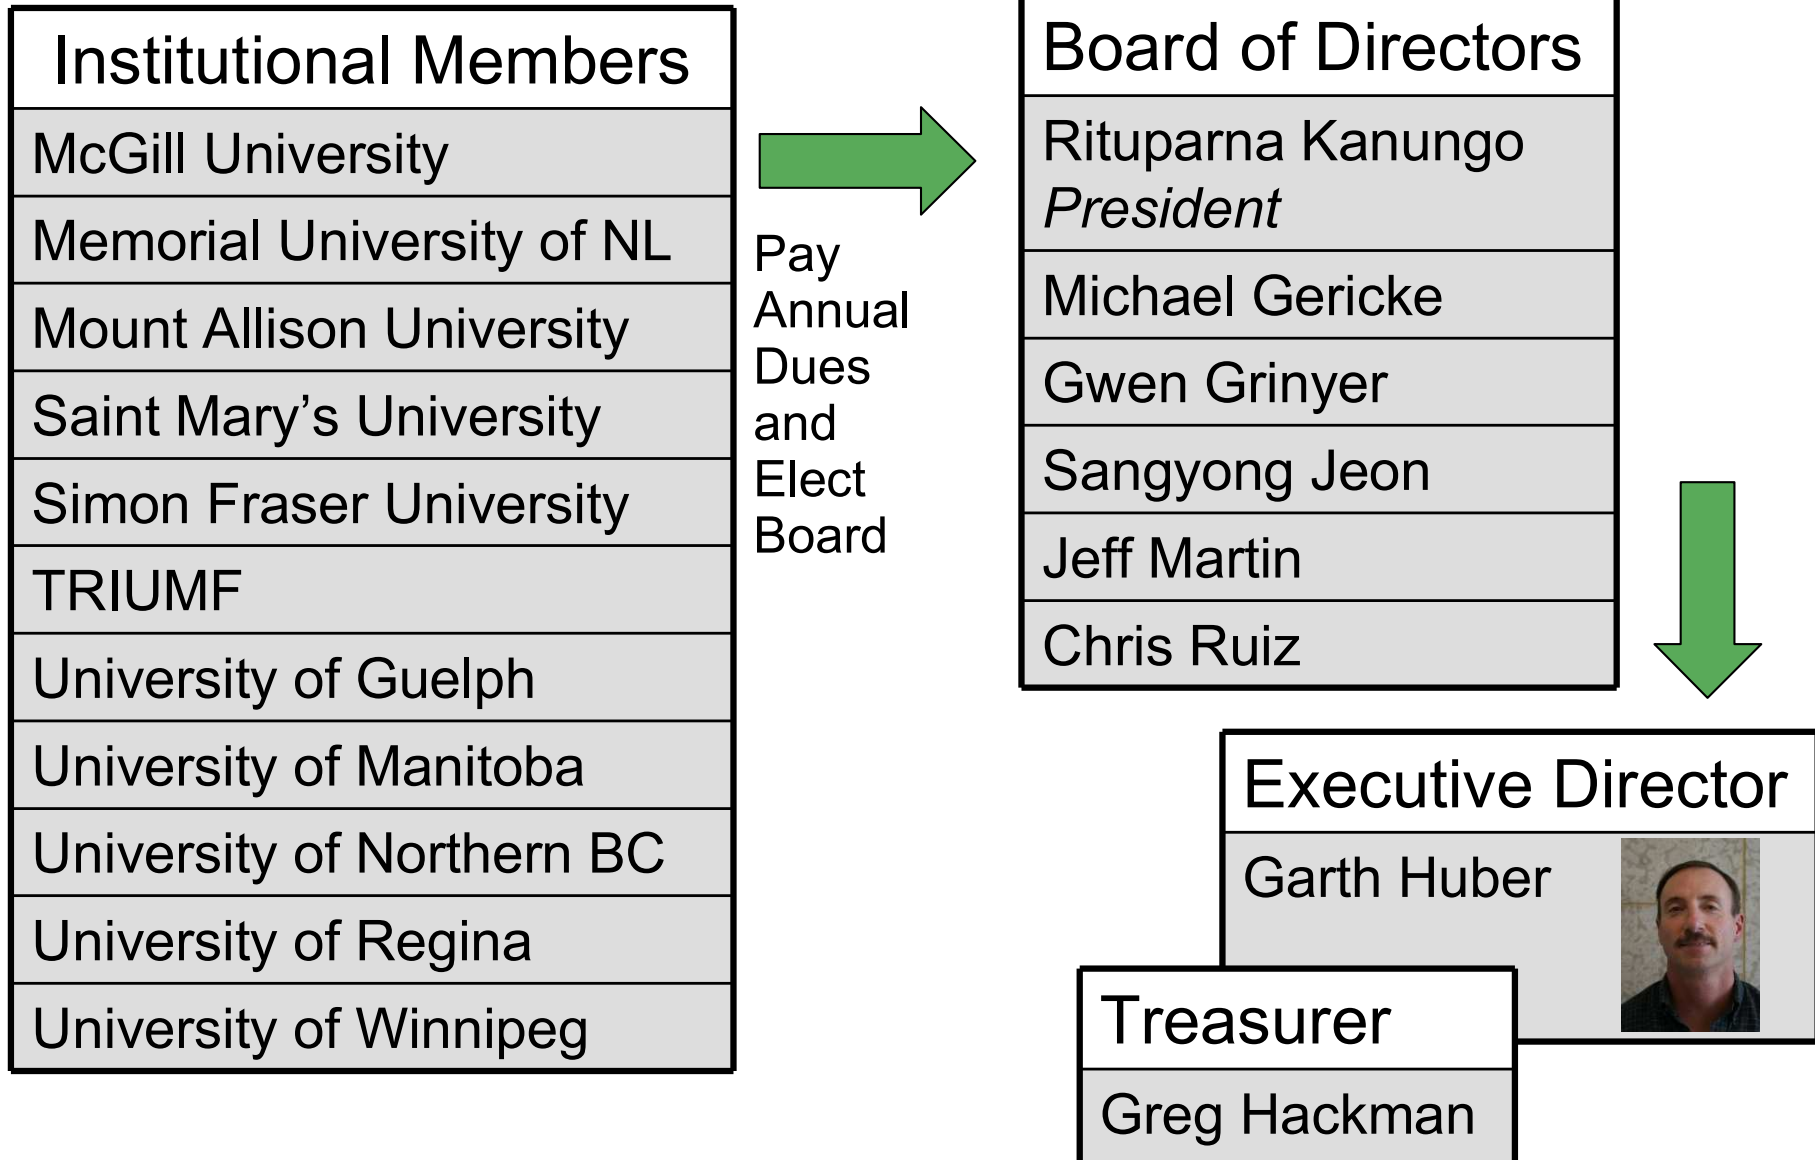 Institutional Members
McGill University
Memorial University of NL
Mount Allison University
Saint Mary’s University
Simon Fraser University
TRIUMF
University of Guelph
University of Manitoba
University of Northern BC
University of Regina
University of Winnipeg
Pay
Annual
Dues
and
Elect
Board
Board of Directors
Rituparna Kanungo
President
Michael Gericke
Gwen Grinyer
Sangyong Jeon
Jeff Martin
Chris Ruiz
Executive Director
Garth Huber
Treasurer
Greg Hackman